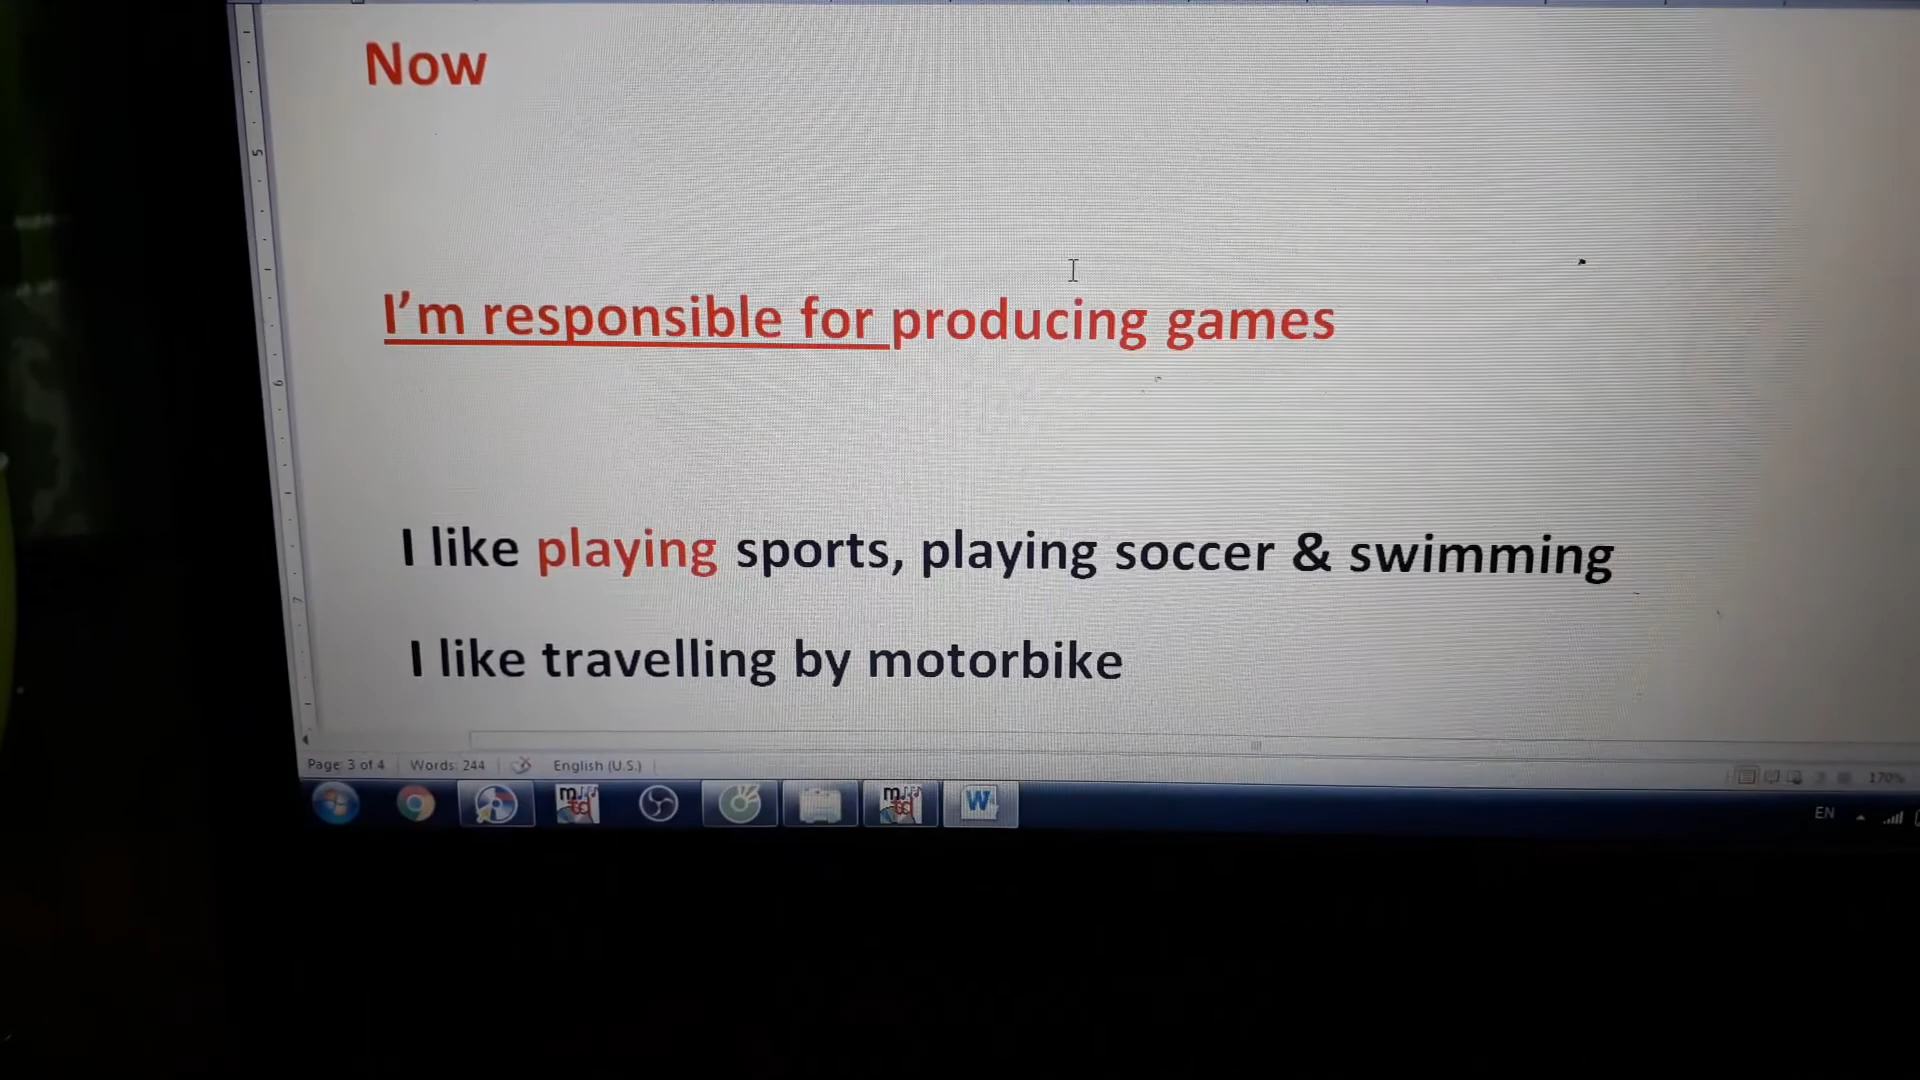 Now
I'm responsible for producing games
I like playing sports, playing soccer & swimming
I like travelling by motorbike
Page: 3 of 4 Words: 244 English (U.S.) 170%
EN